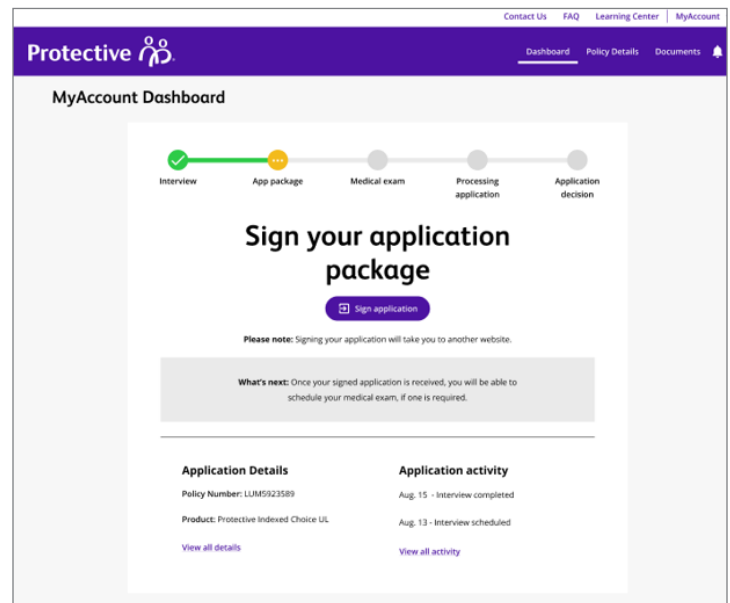 Contact Us FAQ Learning Center MyAccount
Protective
Dashboard Policy Details Documents
MyAccount Dashboard
Interview App package Medical exam Processing Application
application decision
Sign your application
package
Sign application
Please note: Signing your application will take you to another website.
What's next: Once your signed application is received, you will be able to
schedule your medical exam, if one is required.
Application Details
Policy Number: LUM5923589
Product: Protective Indexed Choice UL
View all details
Application activity
Aug. 15 - Interview completed
Aug. 13 - Interview scheduled
View all activity